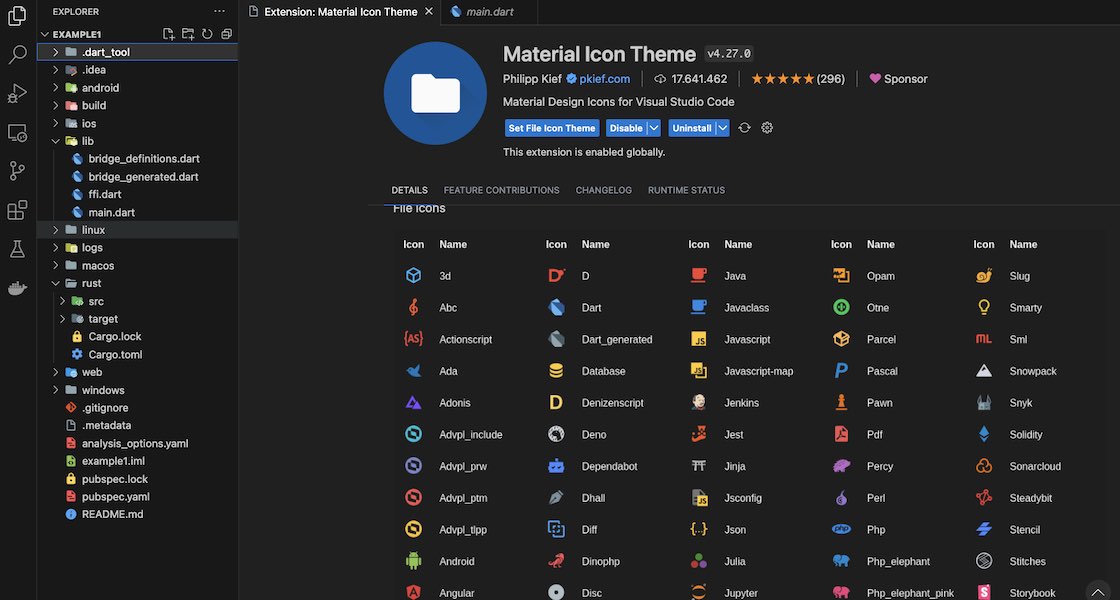 EXPLORER
EXAMPLE1
.dart_tool
.idea
android
build
ios
lib
bridge_definitions.dart
bridge_generated.dart
ffi.dart
main.dart
linux
logs
macos
rust
src
target
Cargo.lock
Cargo.toml
web
windows
.gitignore
.metadata
analysis_options.yaml
example1.iml
pubspec.lock
pubspec.yaml
README.md
Extension: Material Icon Theme main.dart
Material Icon Theme v4.27.0
Philipp Kief pkief.com 17.641.462 (296) Sponsor
Material Design Icons for Visual Studio Code
Set File Icon Theme Disable Uninstall
This extension is enabled globally.
DETAILS FEATURE CONTRIBUTIONS CHANGELOG RUNTIME STATUS
File Icons
Icon Name Icon Name Icon Name Icon Name Icon Name
3d D Java Opam Slug
Abc Dart Javaclass Otne Smarty
Actionscript Dart_generated Javascript Parcel Sml
Ada Database Javascript-map Pascal Snowpack
Adonis Denizenscript Jenkins Pawn Snyk
Advpl_include Deno Jest Pdf Solidity
Advpl_prw Dependabot Jinja Percy Sonarcloud
Advpl_ptm Dhall Jsconfig Perl Steadybit
Advpl_tlpp Diff Json Php Stencil
Android Dinophp Julia Php_elephant Stitches
Angular Disc Jupyter Php_elephant_pink Storybook